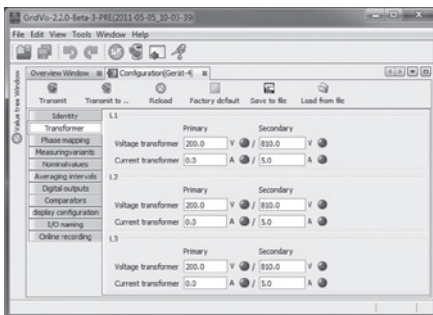 GridVis-2.2.0-Beta-3-PRE(2011-05-05_10-03-39)
File Edit View Tools Window Help
Value tree Window
Overview Window Configuration[Gerät-4]
Transmit Transmit to ... Reload Factory default Save to file Load from file
Identity
Transformer
Phase mapping
Measuringvariants
Nominalvalues
Averaging intervals
Digital outputs
Comparators
display configuration
I/O naming
Online recording
L1
Primary Secondary
Voltage transformer 200.0 V / 810.0 V
Current transformer 0.0 A / 5.0 A
L2
Primary Secondary
Voltage transformer 200.0 V / 810.0 V
Current transformer 0.0 A / 5.0 A
L3
Primary Secondary
Voltage transformer 200.0 V / 810.0 V
Current transformer 0.0 A / 5.0 A